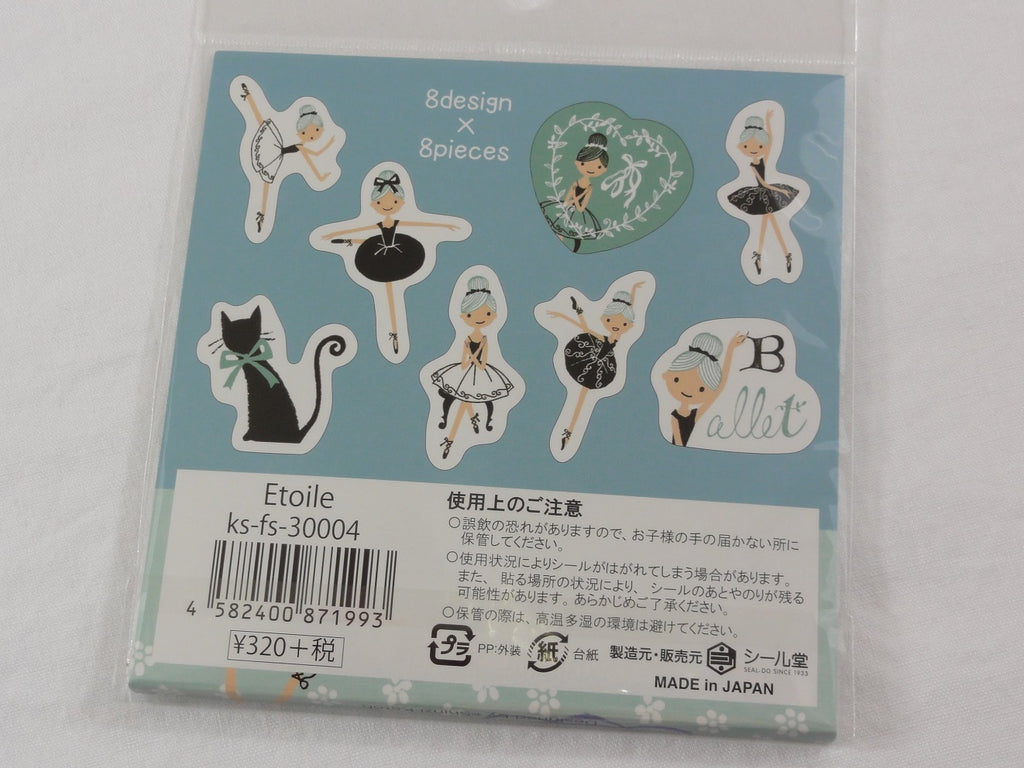 8design
×
8pieces
B
allet
Etoile
ks-fs-30004
4 582400 871993
¥320+税
使用上のご注意
○誤飲の恐れがありますので、お子様の手の届かない所に
保管してください。
○使用状況によりシールがはがれてしまう場合があります。
また、貼る場所の状況により、シールのあとやのりが残る
可能性があります。あらかじめご了承ください。
○保管の際は、高温多湿の環境は避けてください。
プラ PP:外装 紙 台紙 製造元・販売元 シール堂
SEAL-DO SINCE 1933
MADE in JAPAN